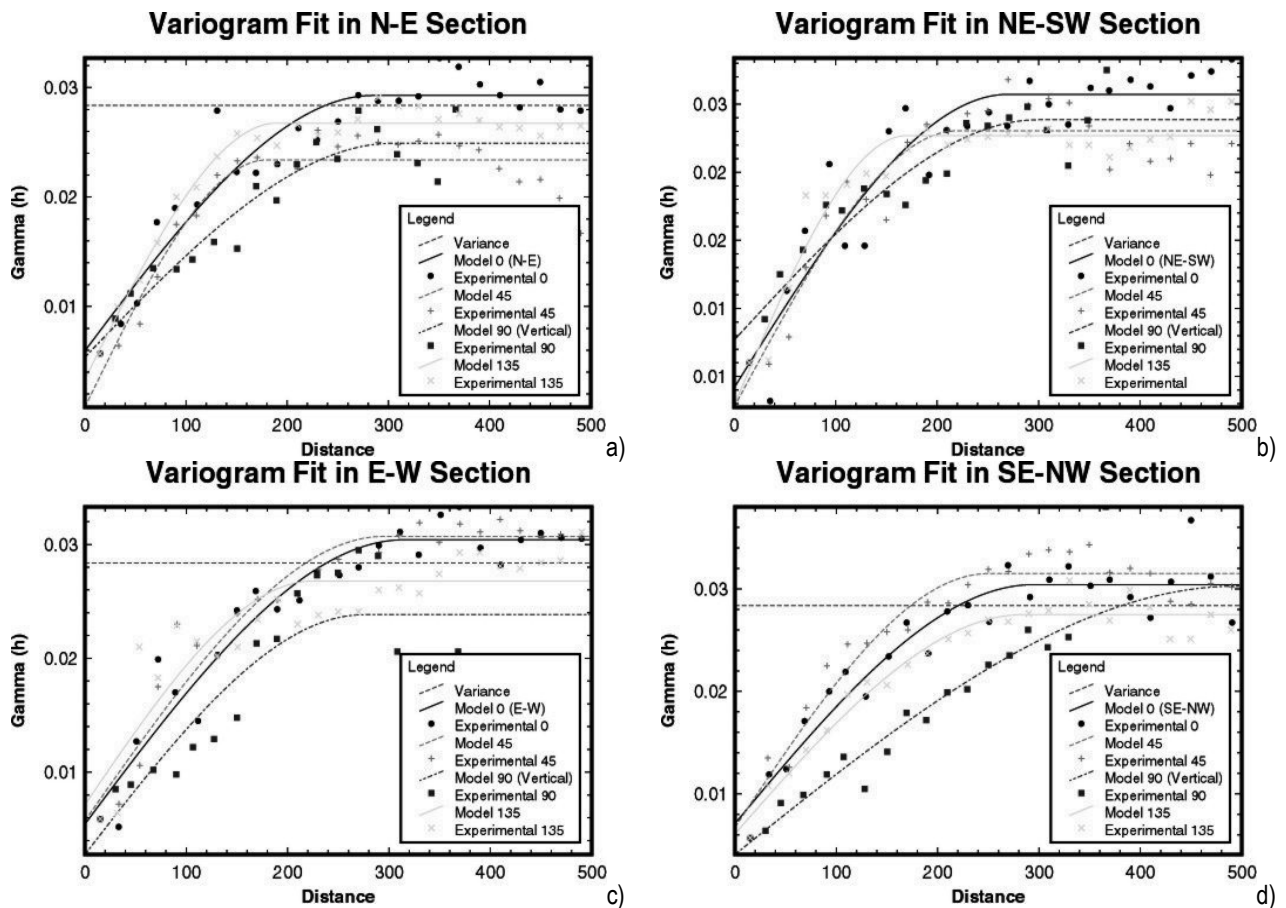 Variogram Fit in N-E Section
Gamma (h)
0.03
0.02
0.01
Legend
Variance
Model 0 (N-E)
Experimental 0
Model 45
Experimental 45
Model 90 (Vertical)
Experimental 90
Model 135
Experimental 135
0 100 200 300 400 500
Distance
a)
Variogram Fit in NE-SW Section
Gamma (h)
0.03
0.02
0.02
0.01
0.01
Legend
Variance
Model 0 (NE-SW)
Experimental 0
Model 45
Experimental 45
Model 90 (Vertical)
Experimental 90
Model 135
Experimental
0 100 200 300 400 500
Distance
b)
Variogram Fit in E-W Section
Gamma (h)
0.03
0.02
0.01
Legend
Variance
Model 0 (E-W)
Experimental 0
Model 45
Experimental 45
Model 90 (Vertical)
Experimental 90
Model 135
Experimental 135
0 100 200 300 400 500
Distance
c)
Variogram Fit in SE-NW Section
Gamma (h)
0.03
0.02
0.01
Legend
Variance
Model 0 (SE-NW)
Experimental 0
Model 45
Experimental 45
Model 90 (Vertical)
Experimental 90
Model 135
Experimental 135
0 100 200 300 400 500
Distance
d)